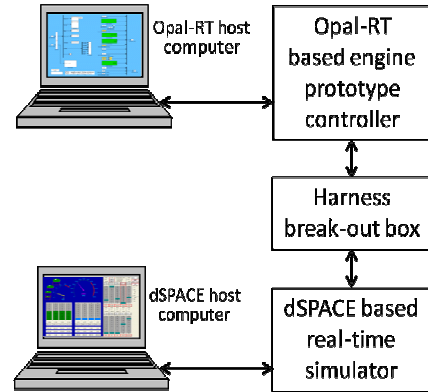 Opal-RT host
computer
Opal-RT
based engine
prototype
controller
Harness
break-out box
dSPACE host
computer
dSPACE based
real-time
simulator